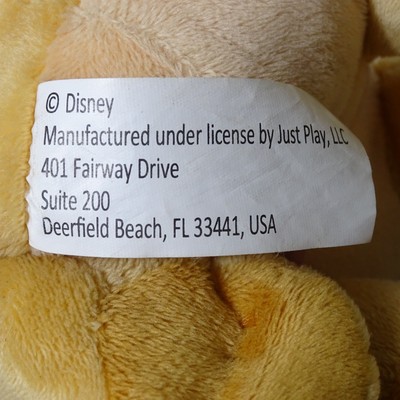 © Disney
Manufactured under license by Just Play, LLC
401 Fairway Drive
Suite 200
Deerfield Beach, FL 33441, USA